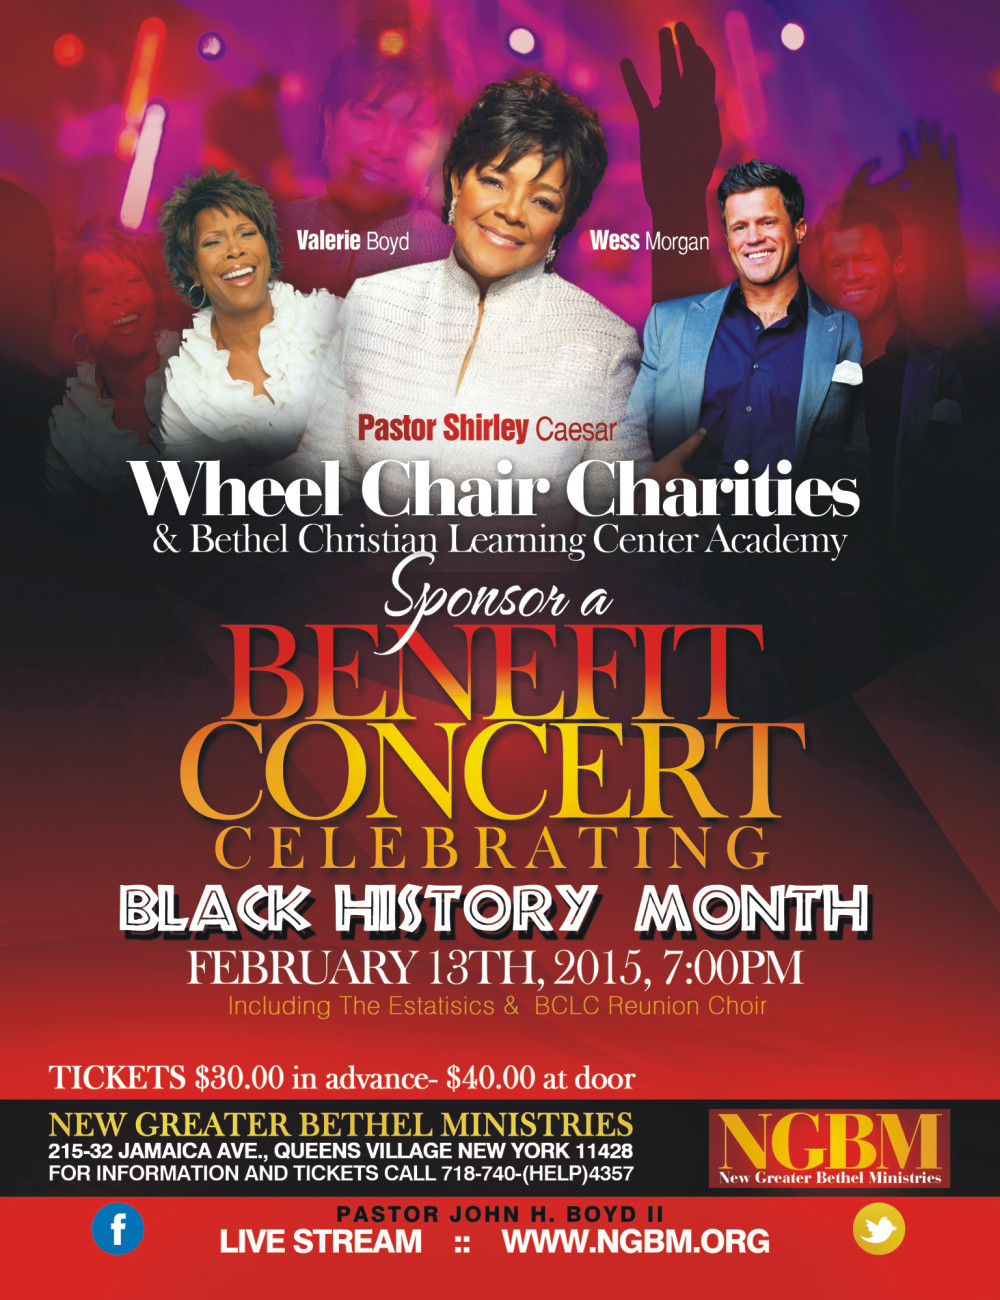 Valerie Boyd
Wess Morgan
Pastor Shirley Caesar
Wheel Chair Charities
& Bethel Christian Learning Center Academy
Sponsor a
BENEFIT
CONCERT
CELEBRATING
BLACK HISTORY MONTH
FEBRUARY 13TH, 2015, 7:00PM
Including The Estatisics & BCLC Reunion Choir
TICKETS $30.00 in advance- $40.00 at door
NEW GREATER BETHEL MINISTRIES
215-32 JAMAICA AVE., QUEENS VILLAGE NEW YORK 11428
FOR INFORMATION AND TICKETS CALL 718-740-(HELP)4357
NGBM
New Greater Bethel Ministries
PASTOR JOHN H. BOYD II
f
LIVE STREAM :: WWW.NGBM.ORG